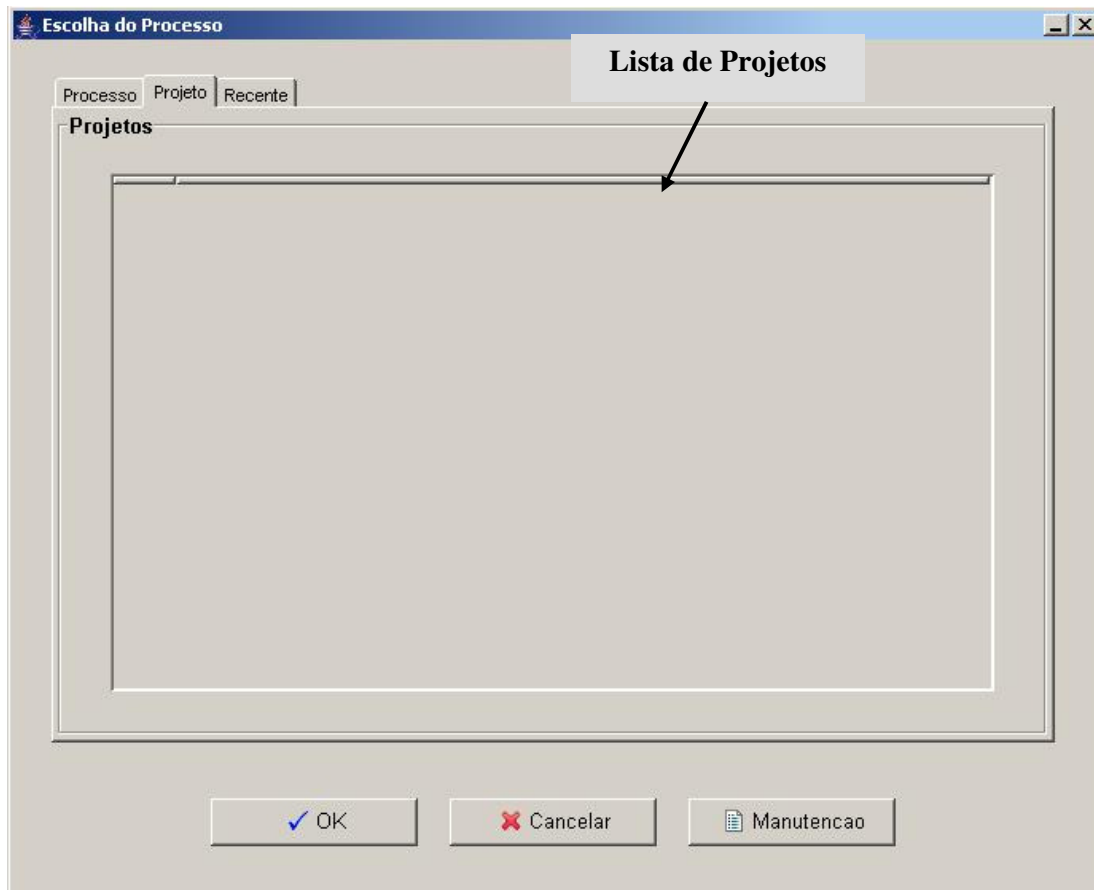 Escolha do Processo
Lista de Projetos
Processo Projeto Recente
Projetos
OK Cancelar Manutencao